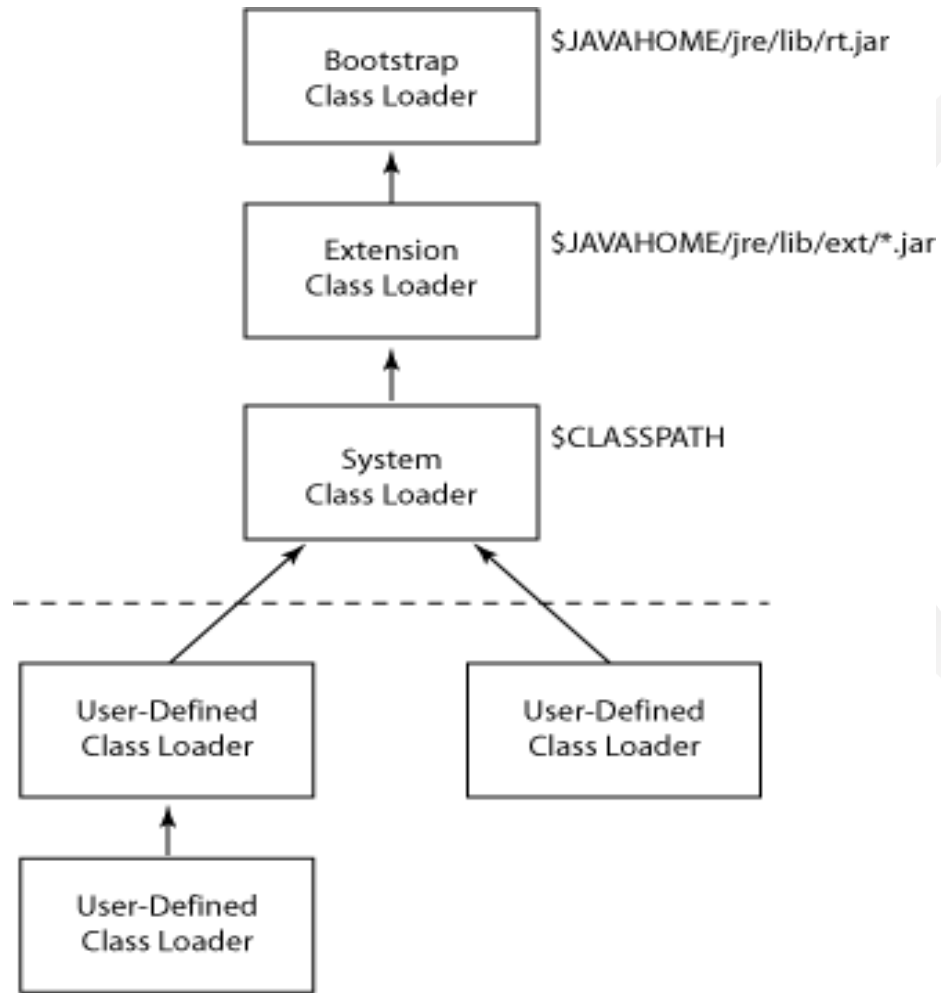 Bootstrap
Class Loader
$JAVAHOME/jre/lib/rt.jar
Extension
Class Loader
$JAVAHOME/jre/lib/ext/*.jar
System
Class Loader
$CLASSPATH
User-Defined
Class Loader
User-Defined
Class Loader
User-Defined
Class Loader